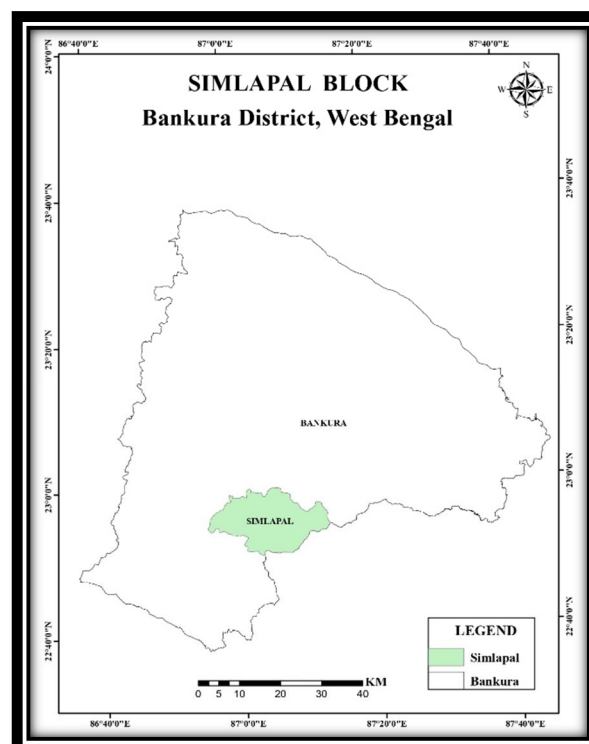 86°40'0"E 87°0'0"E 87°20'0"E 87°40'0"E
24°0'0"N
SIMLAPAL BLOCK
Bankura District, West Bengal
N
W E
S
23°40'0"N
23°40'0"N
23°20'0"N
23°20'0"N
BANKURA
23°0'0"N
23°0'0"N
SIMLAPAL
22°40'0"N
22°40'0"N
LEGEND
Simlapal
Bankura
KM
0 5 10 20 30 40
86°40'0"E 87°0'0"E 87°20'0"E 87°40'0"E